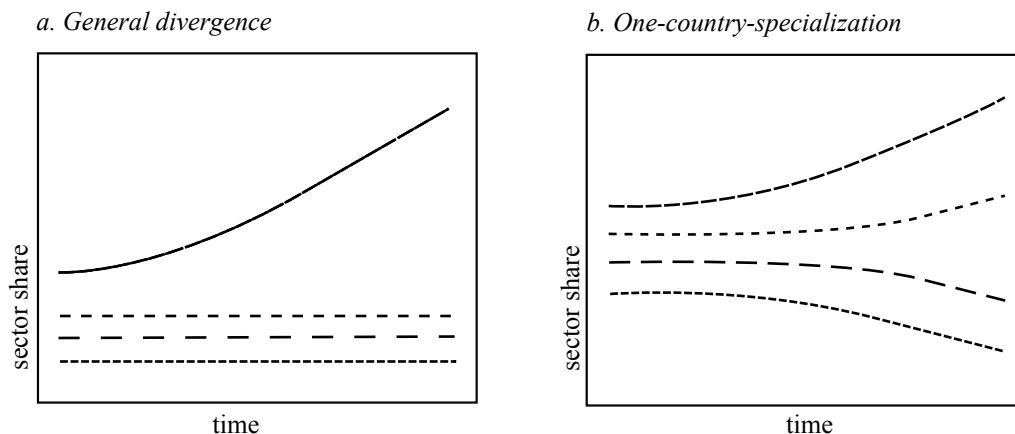 a. General divergence
sector share
time
b. One-country-specialization
sector share
time